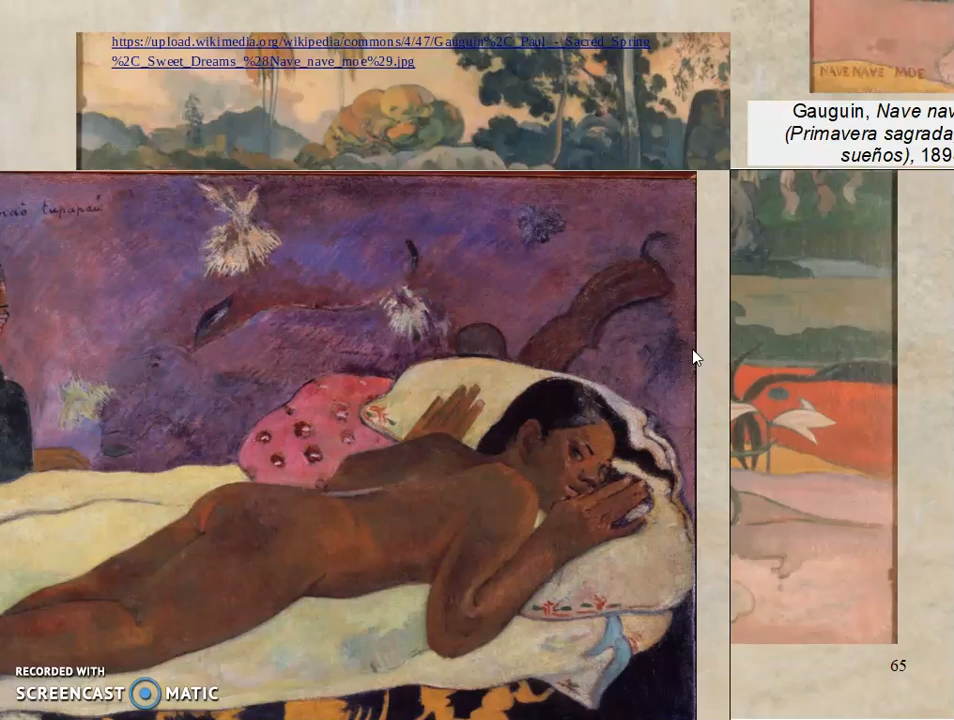 https://upload.wikimedia.org/wikipedia/commons/4/47/Gauguin%2C_Paul_-_Sacred_Spring
%2C_Sweet_Dreams_%28Nave_nave_moe%29.jpg
NAVE NAVE MOE
Gauguin, Nave nav
(Primavera sagrada
sueños), 189
tupapaú
65
RECORDED WITH
SCREENCAST MATIC